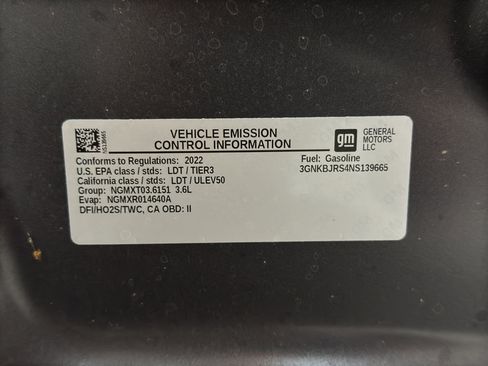 NS139665
VEHICLE EMISSION
CONTROL INFORMATION
gm
GENERAL
MOTORS
LLC
Conforms to Regulations: 2022
U.S. EPA class / stds: LDT / TIER3
California class / stds: LDT / ULEV50
Group: NGMXT03.6151 3.6L
Evap: NGMXR014640A
DFI/HO2S/TWC, CA OBD: II
Fuel: Gasoline
3GNKBJRS4NS139665